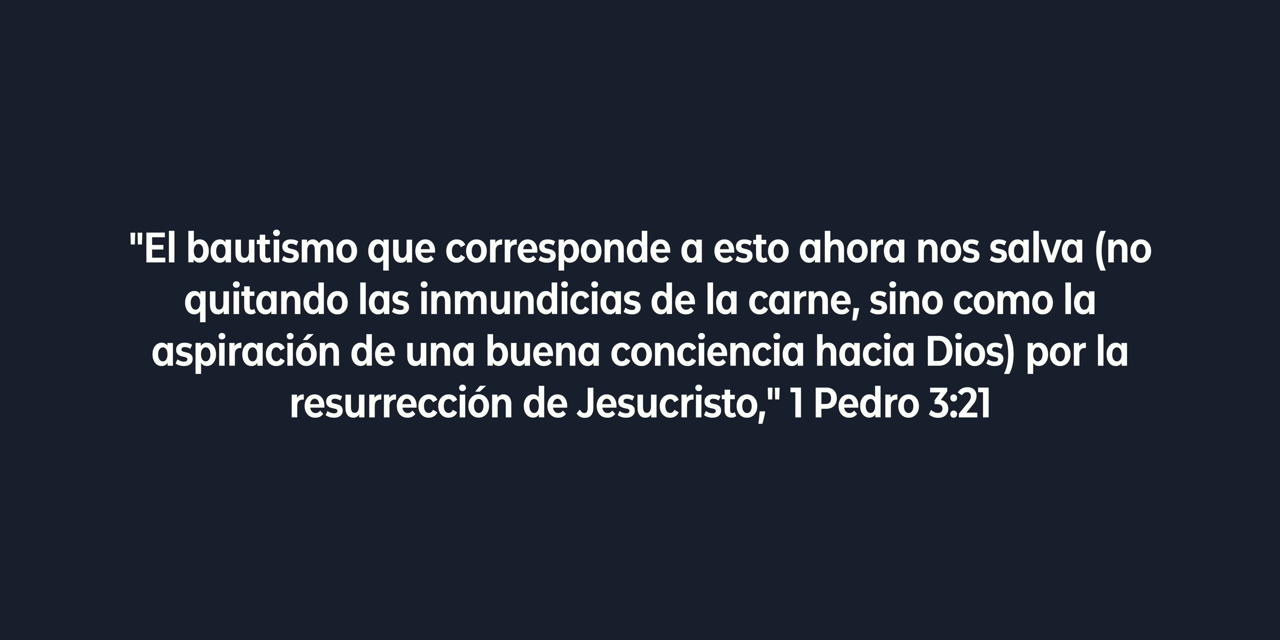 "El bautismo que corresponde a esto ahora nos salva (no
quitando las inmundicias de la carne, sino como la
aspiración de una buena conciencia hacia Dios) por la
resurrección de Jesucristo," 1 Pedro 3:21